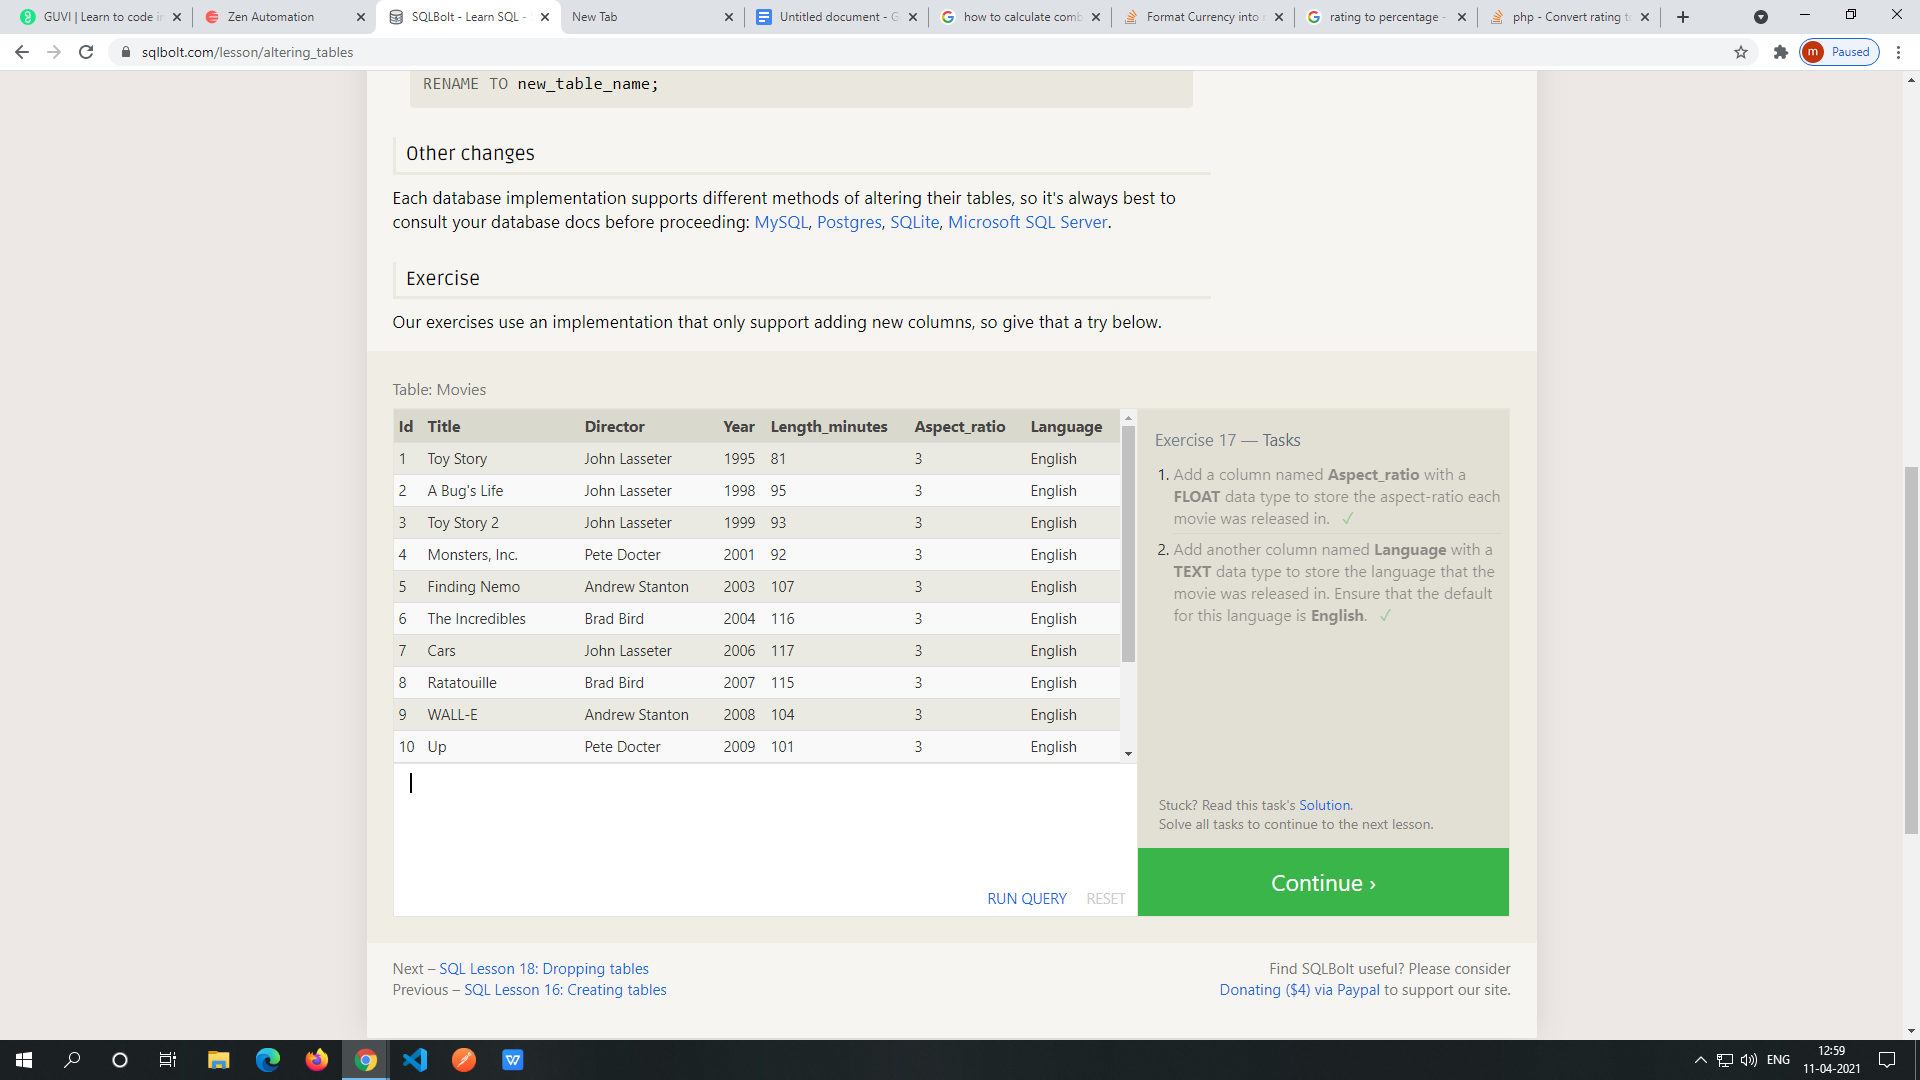 GUVI | Learn to code in
Zen Automation
SQLBolt - Learn SQL -
New Tab
Untitled document - G
how to calculate comb
Format Currency into r
rating to percentage -
php - Convert rating to
sqlbolt.com/lesson/altering_tables
m Paused
RENAME TO new_table_name;
Other changes
Each database implementation supports different methods of altering their tables, so it's always best to
consult your database docs before proceeding: MySQL, Postgres, SQLite, Microsoft SQL Server.
Exercise
Our exercises use an implementation that only support adding new columns, so give that a try below.
Table: Movies
Id Title Director Year Length_minutes Aspect_ratio Language
1 Toy Story John Lasseter 1995 81 3 English
2 A Bug's Life John Lasseter 1998 95 3 English
3 Toy Story 2 John Lasseter 1999 93 3 English
4 Monsters, Inc. Pete Docter 2001 92 3 English
5 Finding Nemo Andrew Stanton 2003 107 3 English
6 The Incredibles Brad Bird 2004 116 3 English
7 Cars John Lasseter 2006 117 3 English
8 Ratatouille Brad Bird 2007 115 3 English
9 WALL-E Andrew Stanton 2008 104 3 English
10 Up Pete Docter 2009 101 3 English
RUN QUERY RESET
Exercise 17 — Tasks
1. Add a column named Aspect_ratio with a
FLOAT data type to store the aspect-ratio each
movie was released in. ✓
2. Add another column named Language with a
TEXT data type to store the language that the
movie was released in. Ensure that the default
for this language is English. ✓
Stuck? Read this task's Solution.
Solve all tasks to continue to the next lesson.
Continue ›
Next – SQL Lesson 18: Dropping tables
Previous – SQL Lesson 16: Creating tables
Find SQLBolt useful? Please consider
Donating ($4) via Paypal to support our site.
ENG
12:59
11-04-2021